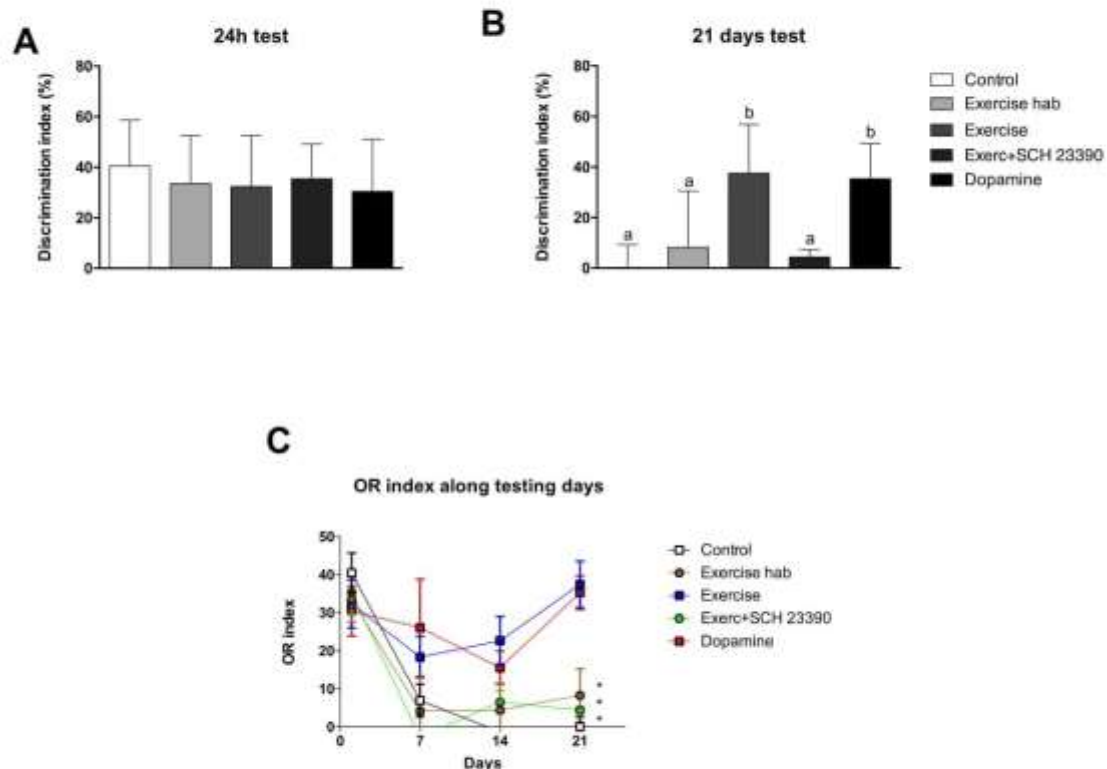 A
24h test
Discrimination index (%)
80
60
40
20
0
B
21 days test
Discrimination index (%)
80
60
40
20
0
a
a
b
a
b
Control
Exercise hab
Exercise
Exerc+SCH 23390
Dopamine
C
OR index along testing days
OR index
50
40
30
20
10
0
0
7
14
21
Days
*
*
*
Control
Exercise hab
Exercise
Exerc+SCH 23390
Dopamine